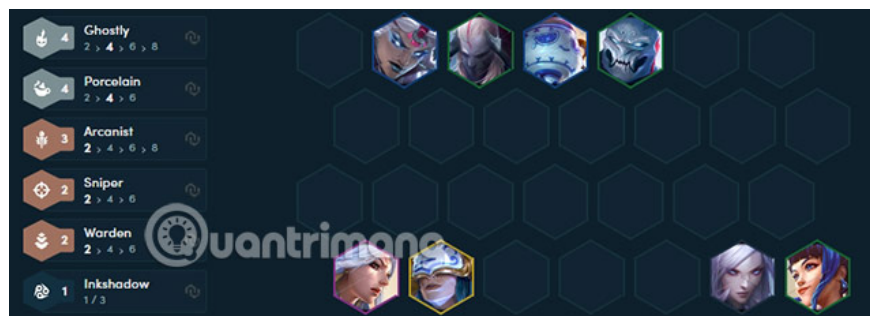 4 Ghostly
2 > 4 > 6 > 8
4 Porcelain
2 > 4 > 6
3 Arcanist
2 > 4 > 6 > 8
2 Sniper
2 > 4 > 6
2 Warden
2 > 4 > 6
1 Inkshadow
1 / 3
Quantrimang